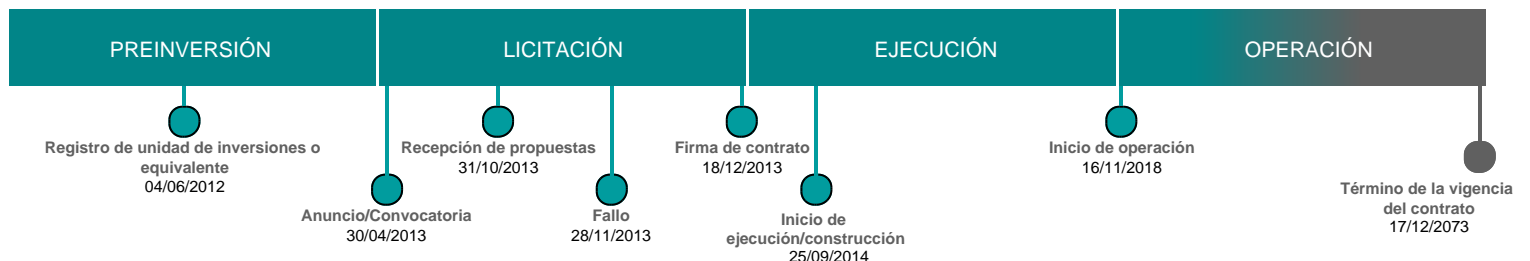 PREINVERSIÓN
LICITACIÓN
EJECUCIÓN
OPERACIÓN
Registro de unidad de inversiones o
equivalente
04/06/2012
Anuncio/Convocatoria
30/04/2013
Recepción de propuestas
31/10/2013
Fallo
28/11/2013
Firma de contrato
18/12/2013
Inicio de
ejecución/construcción
25/09/2014
Inicio de operación
16/11/2018
Término de la vigencia
del contrato
17/12/2073